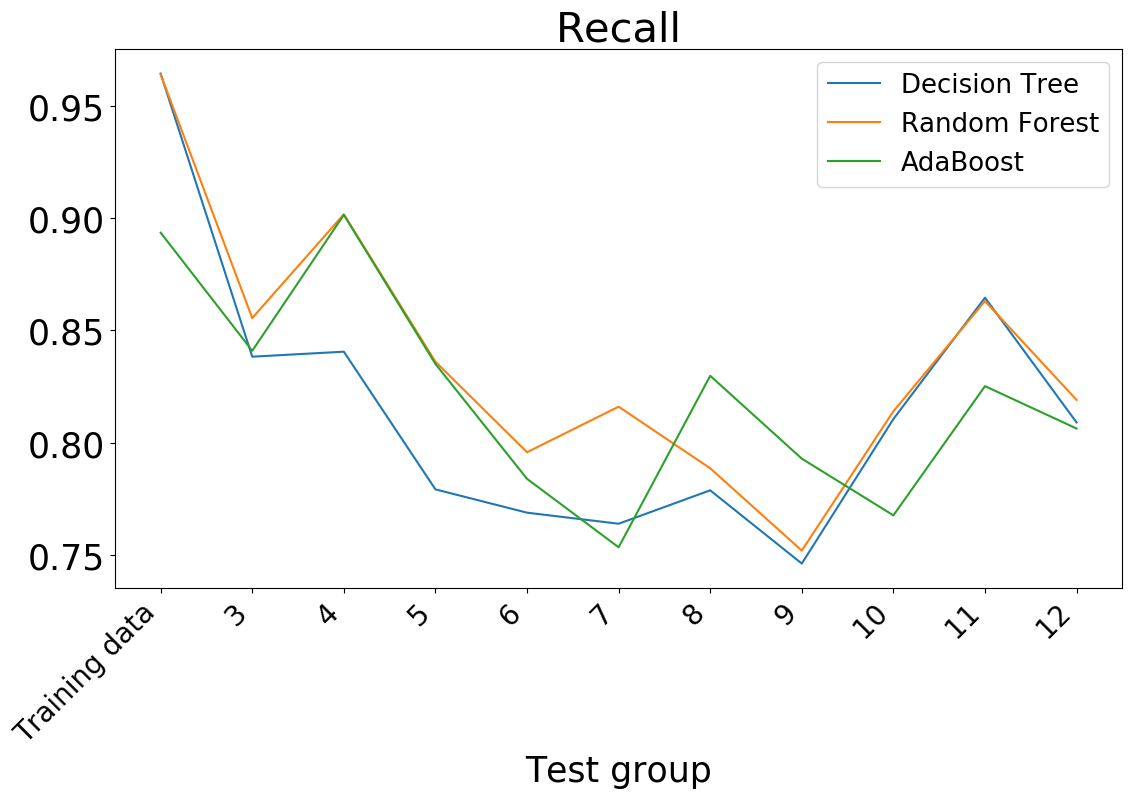 Recall
Decision Tree
Random Forest
AdaBoost
0.95
0.90
0.85
0.80
0.75
Training data
3
4
5
6
7
8
9
10
11
12
Test group